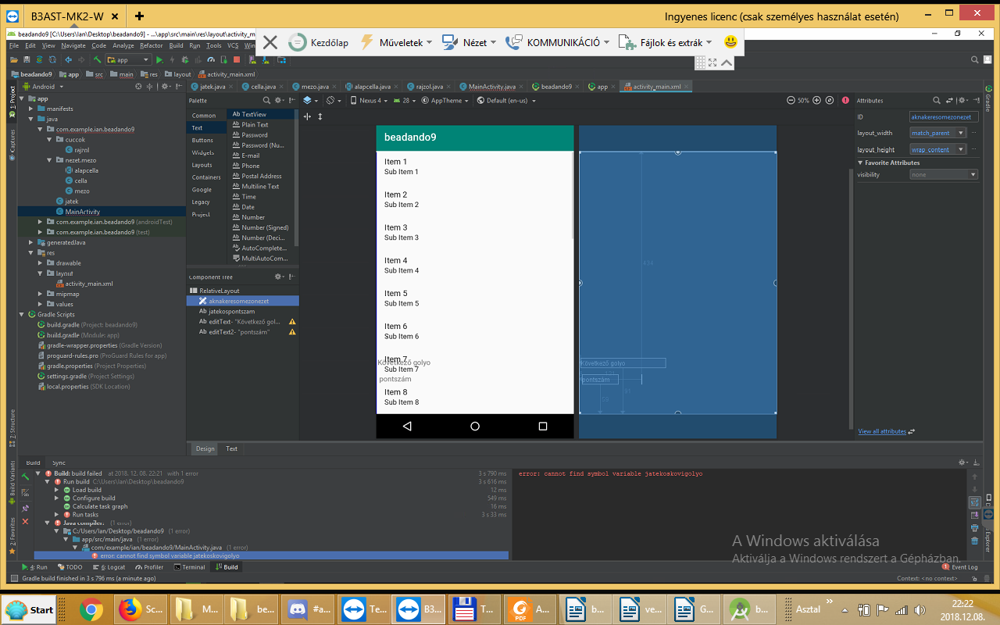 B3AST-MK2-W
Ingyenes licenc (csak személyes használat esetén)
beadando9 [C:\Users\Ian\Desktop\beadando9] - ...\app\src\main\res\layout\activity_m
Kezdőlap Műveletek Nézet KOMMUNIKÁCIÓ Fájlok és extrák
File Edit View Navigate Code Analyze Refactor Build Run Tools VCS Win
app
beadando9 app src main res layout activity_main.xml
Android
jatek.java cella.java mezo.java alapcella.java rajzol.java MainActivity.java beadando9 app activity_main.xml
1: Project
Captures
7: Structure
Build Variants
2: Favorites
app
manifests
java
com.example.ian.beadando9
cuccok
rajzol
nezet.mezo
alapcella
cella
mezo
jatek
MainActivity
com.example.ian.beadando9 (androidTest)
com.example.ian.beadando9 (test)
generatedJava
res
drawable
layout
activity_main.xml
mipmap
values
Gradle Scripts
build.gradle (Project: beadando9)
build.gradle (Module: app)
gradle-wrapper.properties (Gradle Version)
proguard-rules.pro (ProGuard Rules for app)
gradle.properties (Project Properties)
settings.gradle (Project Settings)
local.properties (SDK Location)
Palette
Common
Text
Buttons
Widgets
Layouts
Containers
Google
Legacy
Project
Ab TextView
Ab Plain Text
Ab Password
Ab Password (Nu...
Ab E-mail
Ab Phone
Ab Postal Address
Ab Multiline Text
Ab Time
Ab Date
Ab Number
Ab Number (Signed)
Ab Number (Deci...
AutoComplete...
MultiAutoCom...
Component Tree
RelativeLayout
aknakeresomezonezet
Ab jatekospontszam
Ab editText- "Következő gol...
Ab editText2- "pontszám"
Nexus 4 28 AppTheme Default (en-us) 50%
beadando9
Item 1
Sub Item 1
Item 2
Sub Item 2
Item 3
Sub Item 3
Item 4
Sub Item 4
Item 5
Sub Item 5
Item 6
Sub Item 6
Item 7
Következő golyo
Sub Item 7
pontszám
Item 8
Sub Item 8
Következő golyo
pontszám
Attributes
ID aknakeresomezonezet
layout_width match_parent
layout_height wrap_content
Favorite Attributes
visibility none
View all attributes
Gradle
Explorer
Design Text
Build Sync
Build: build failed at 2018. 12. 08. 22:21 with 1 error 3 s 790 ms
Run build C:\Users\Ian\Desktop\beadando9 3 s 616 ms
Load build 12 ms
Configure build 549 ms
Calculate task graph 16 ms
Run tasks 3 s 33 ms
Java compiler: (1 error)
C:/Users/Ian/Desktop/beadando9 (1 error)
app/src/main/java (1 error)
com/example/ian/beadando9/MainActivity.java (1 error)
error: cannot find symbol variable jatekoskovigolyo
error: cannot find symbol variable jatekoskovigolyo
A Windows aktiválása
Aktiválja a Windows rendszert a Gépházban.
4: Run TODO 6: Logcat Profiler Terminal Build 1 Event Log
Gradle build finished in 3 s 796 ms (a minute ago) Context: <no context>
Start Sc... M... be... #a... Te... B3... T... PDF A... b... ve... G... b... Asztal
22:22
2018.12.08.